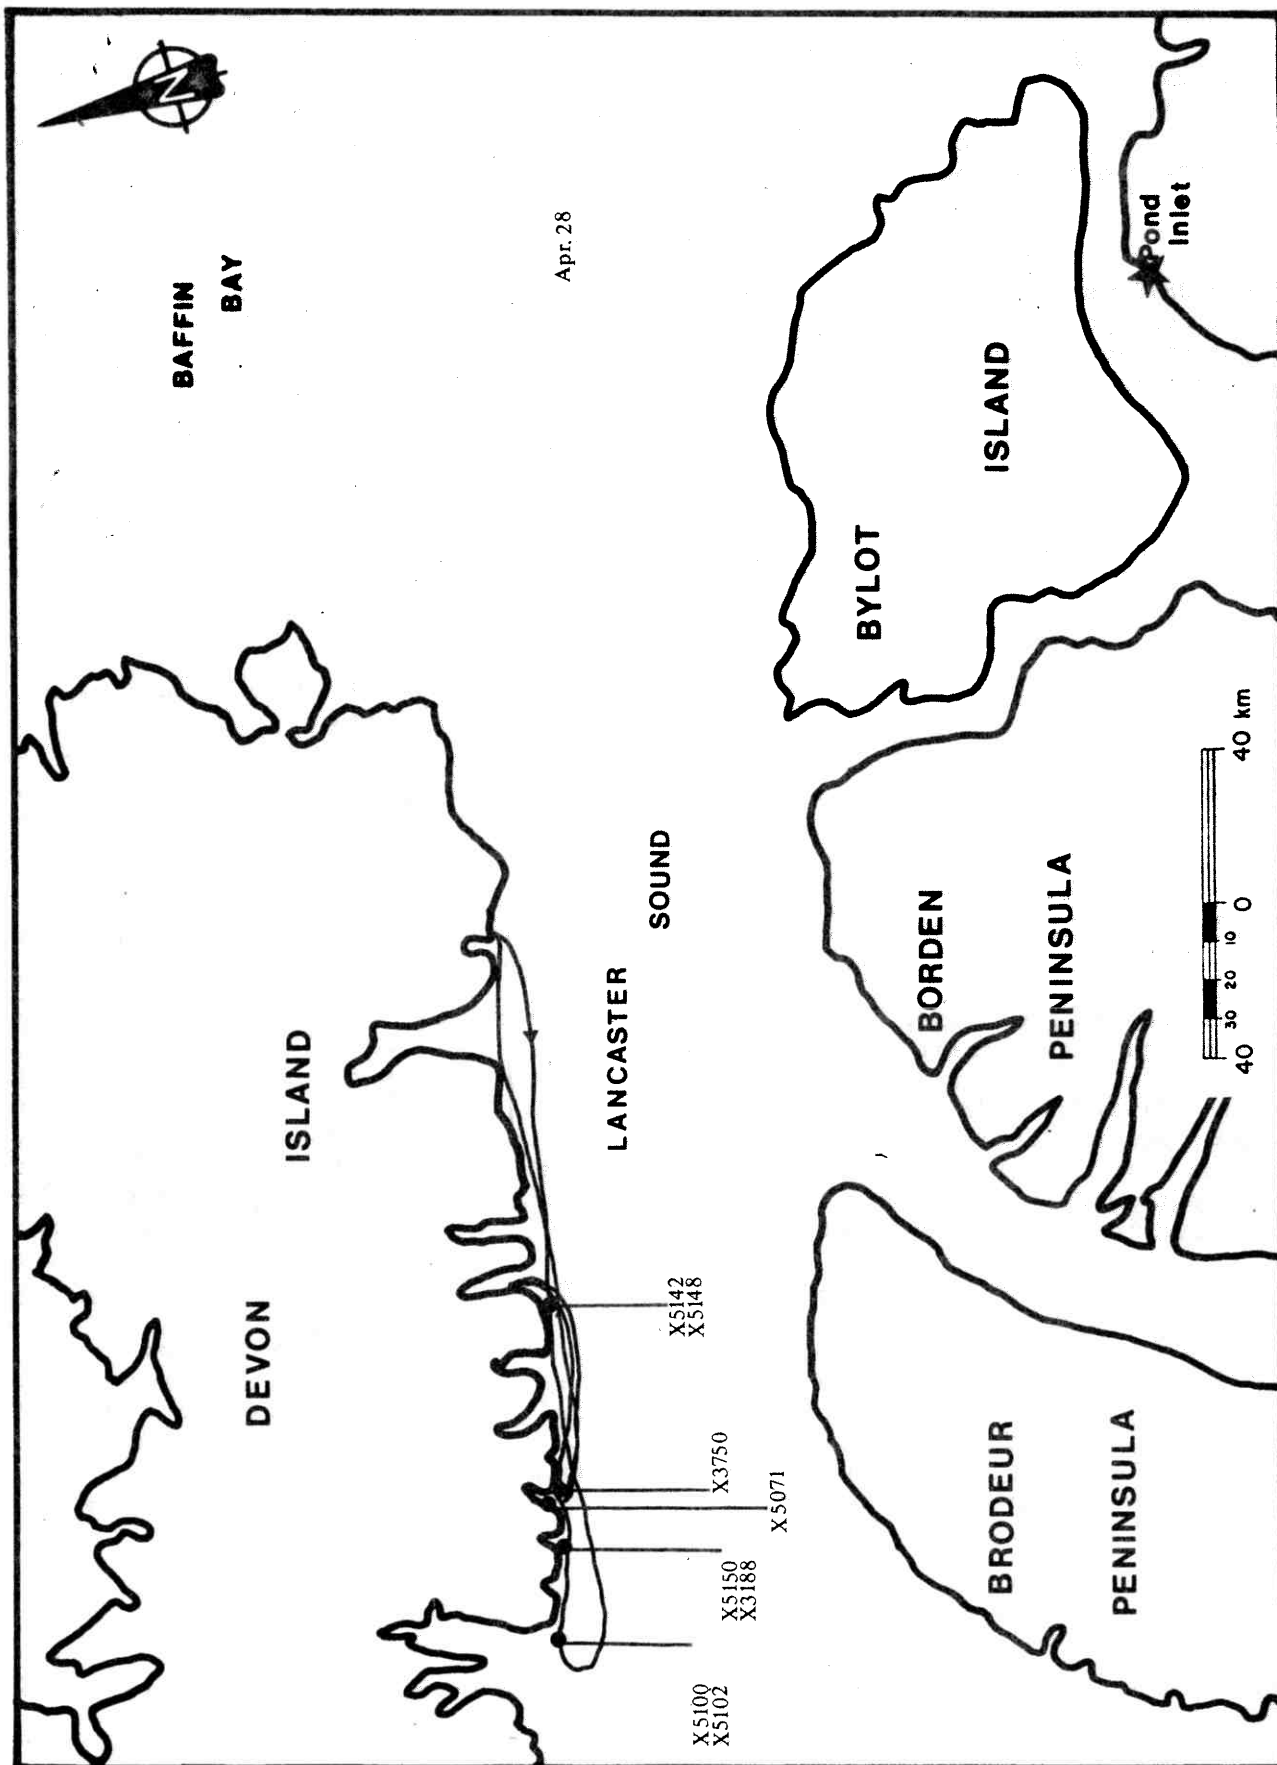 N
BAFFIN
BAY
Apr. 28
Pond
Inlet
ISLAND
BYLOT
DEVON
ISLAND
LANCASTER
SOUND
BORDEN
PENINSULA
40 30 20 10 0 40 km
X5142
X5148
X3750
X5071
X5150
X3188
X5100
X5102
BRODEUR
PENINSULA